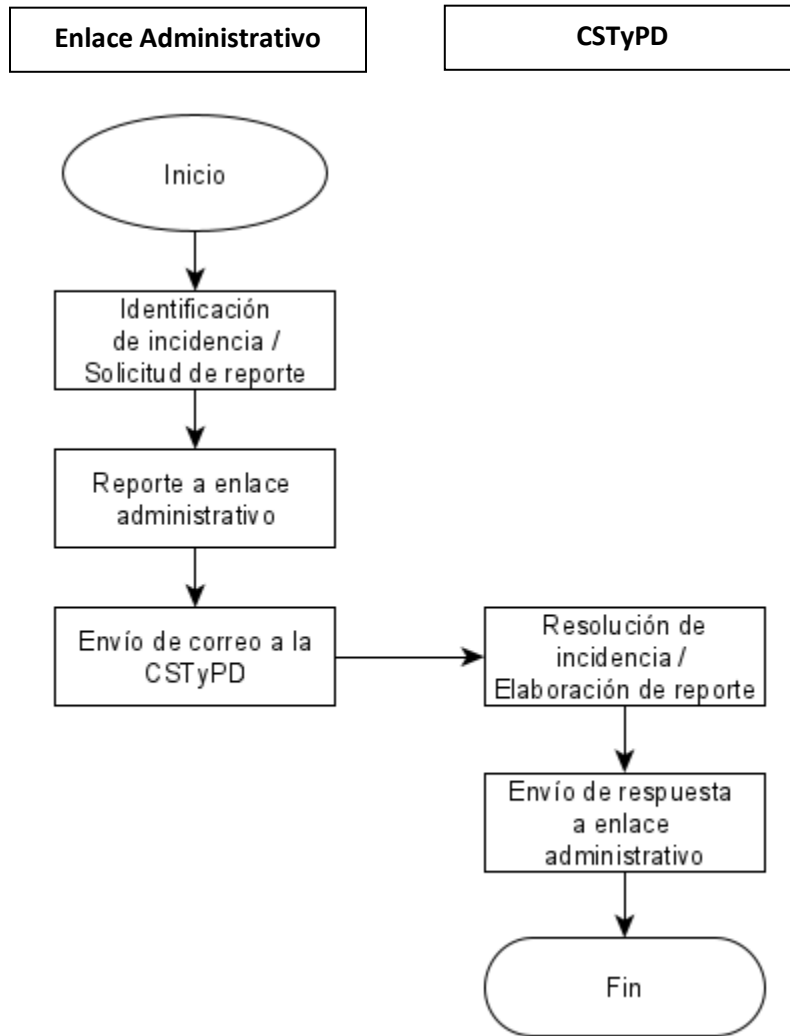 Enlace Administrativo
CSTyPD
Inicio
Identificación
de incidencia /
Solicitud de reporte
Reporte a enlace
administrativo
Envío de correo a la
CSTyPD
Resolución de
incidencia /
Elaboración de reporte
Envío de respuesta
a enlace
administrativo
Fin